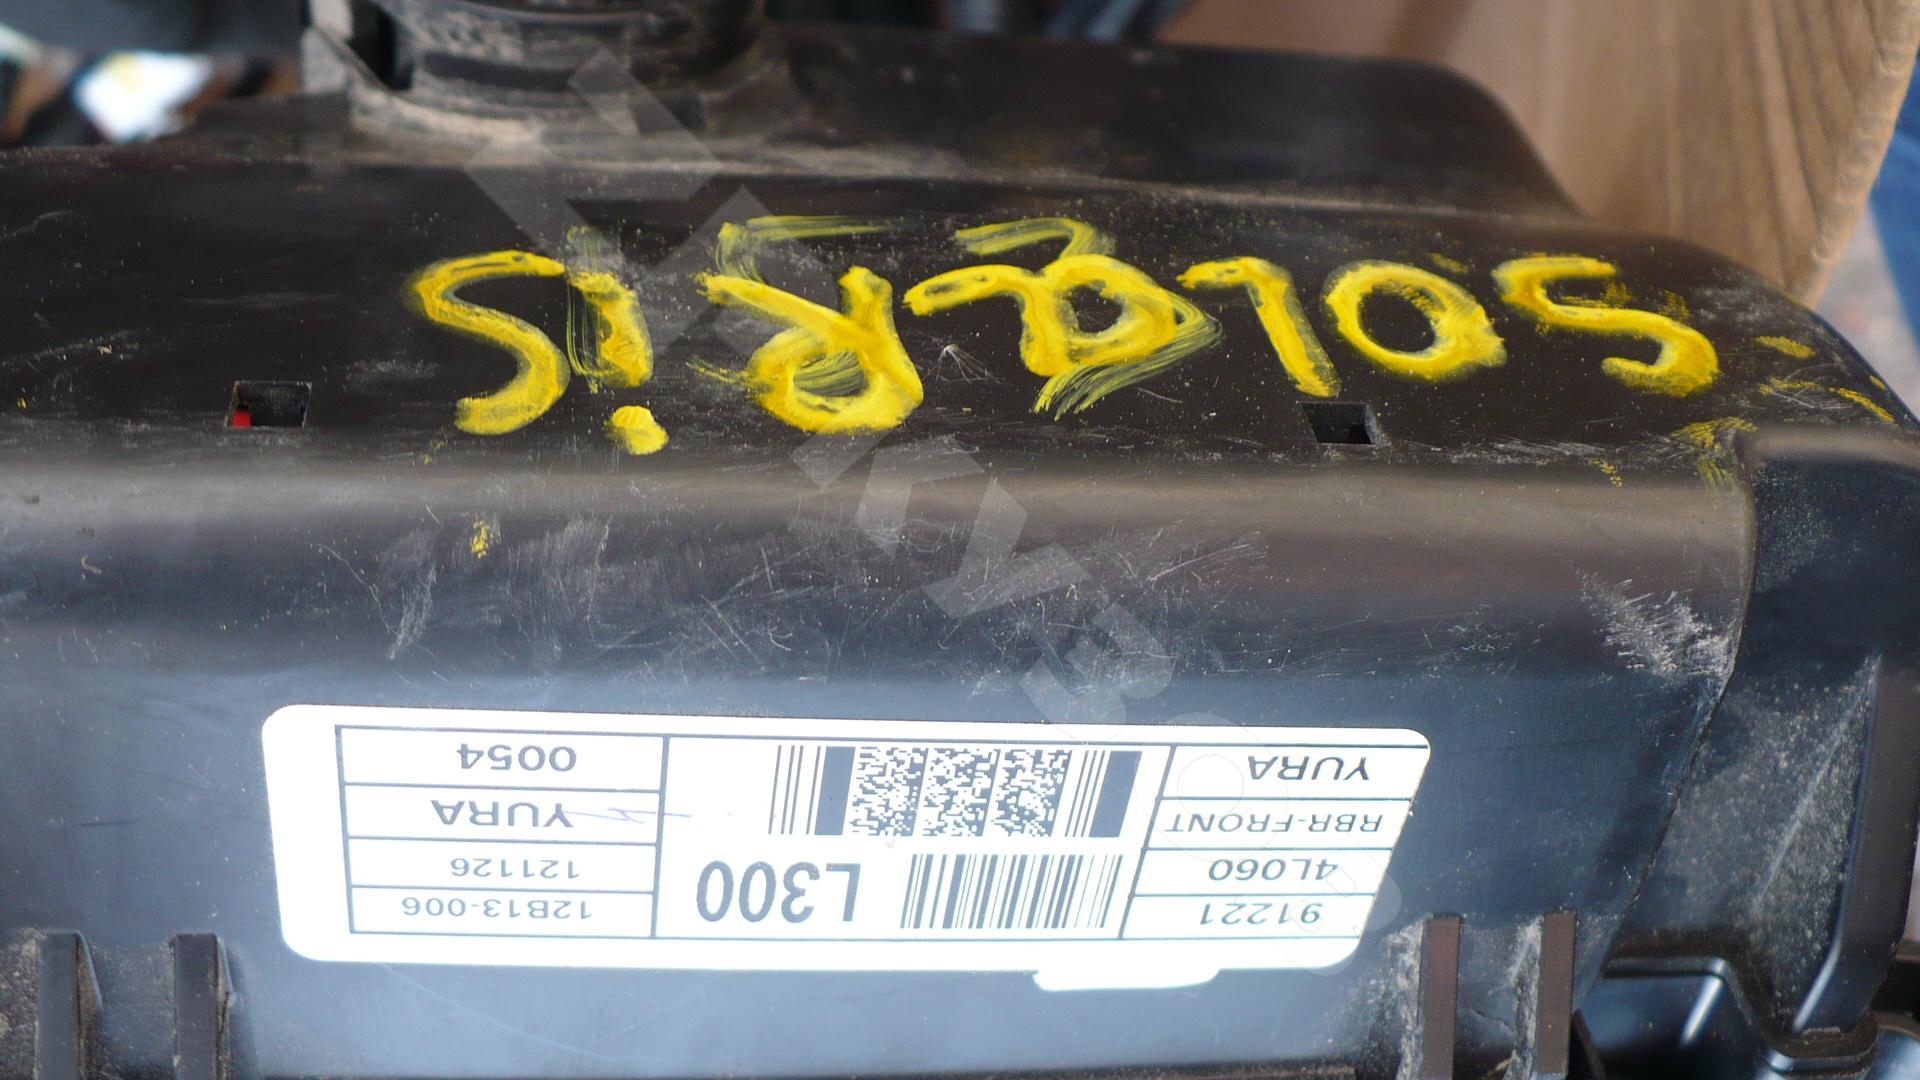 91221
4L060
RBR-FRONT
YURA
L300
12B13-006
121126
YURA
0054
SOLARiS